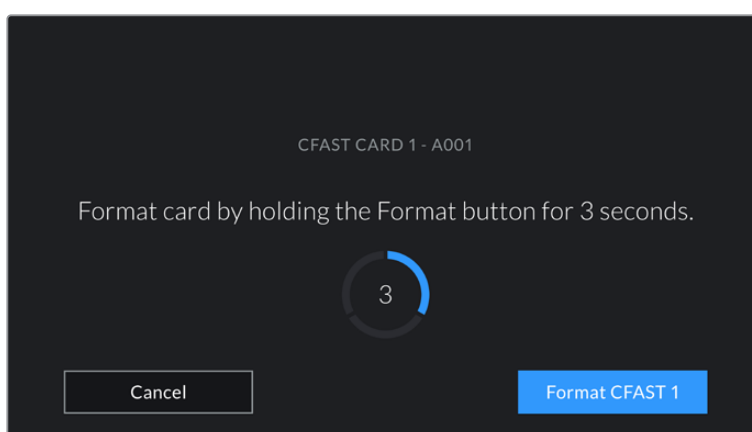 CFAST CARD 1 - A001
Format card by holding the Format button for 3 seconds.
3
Cancel
Format CFAST 1